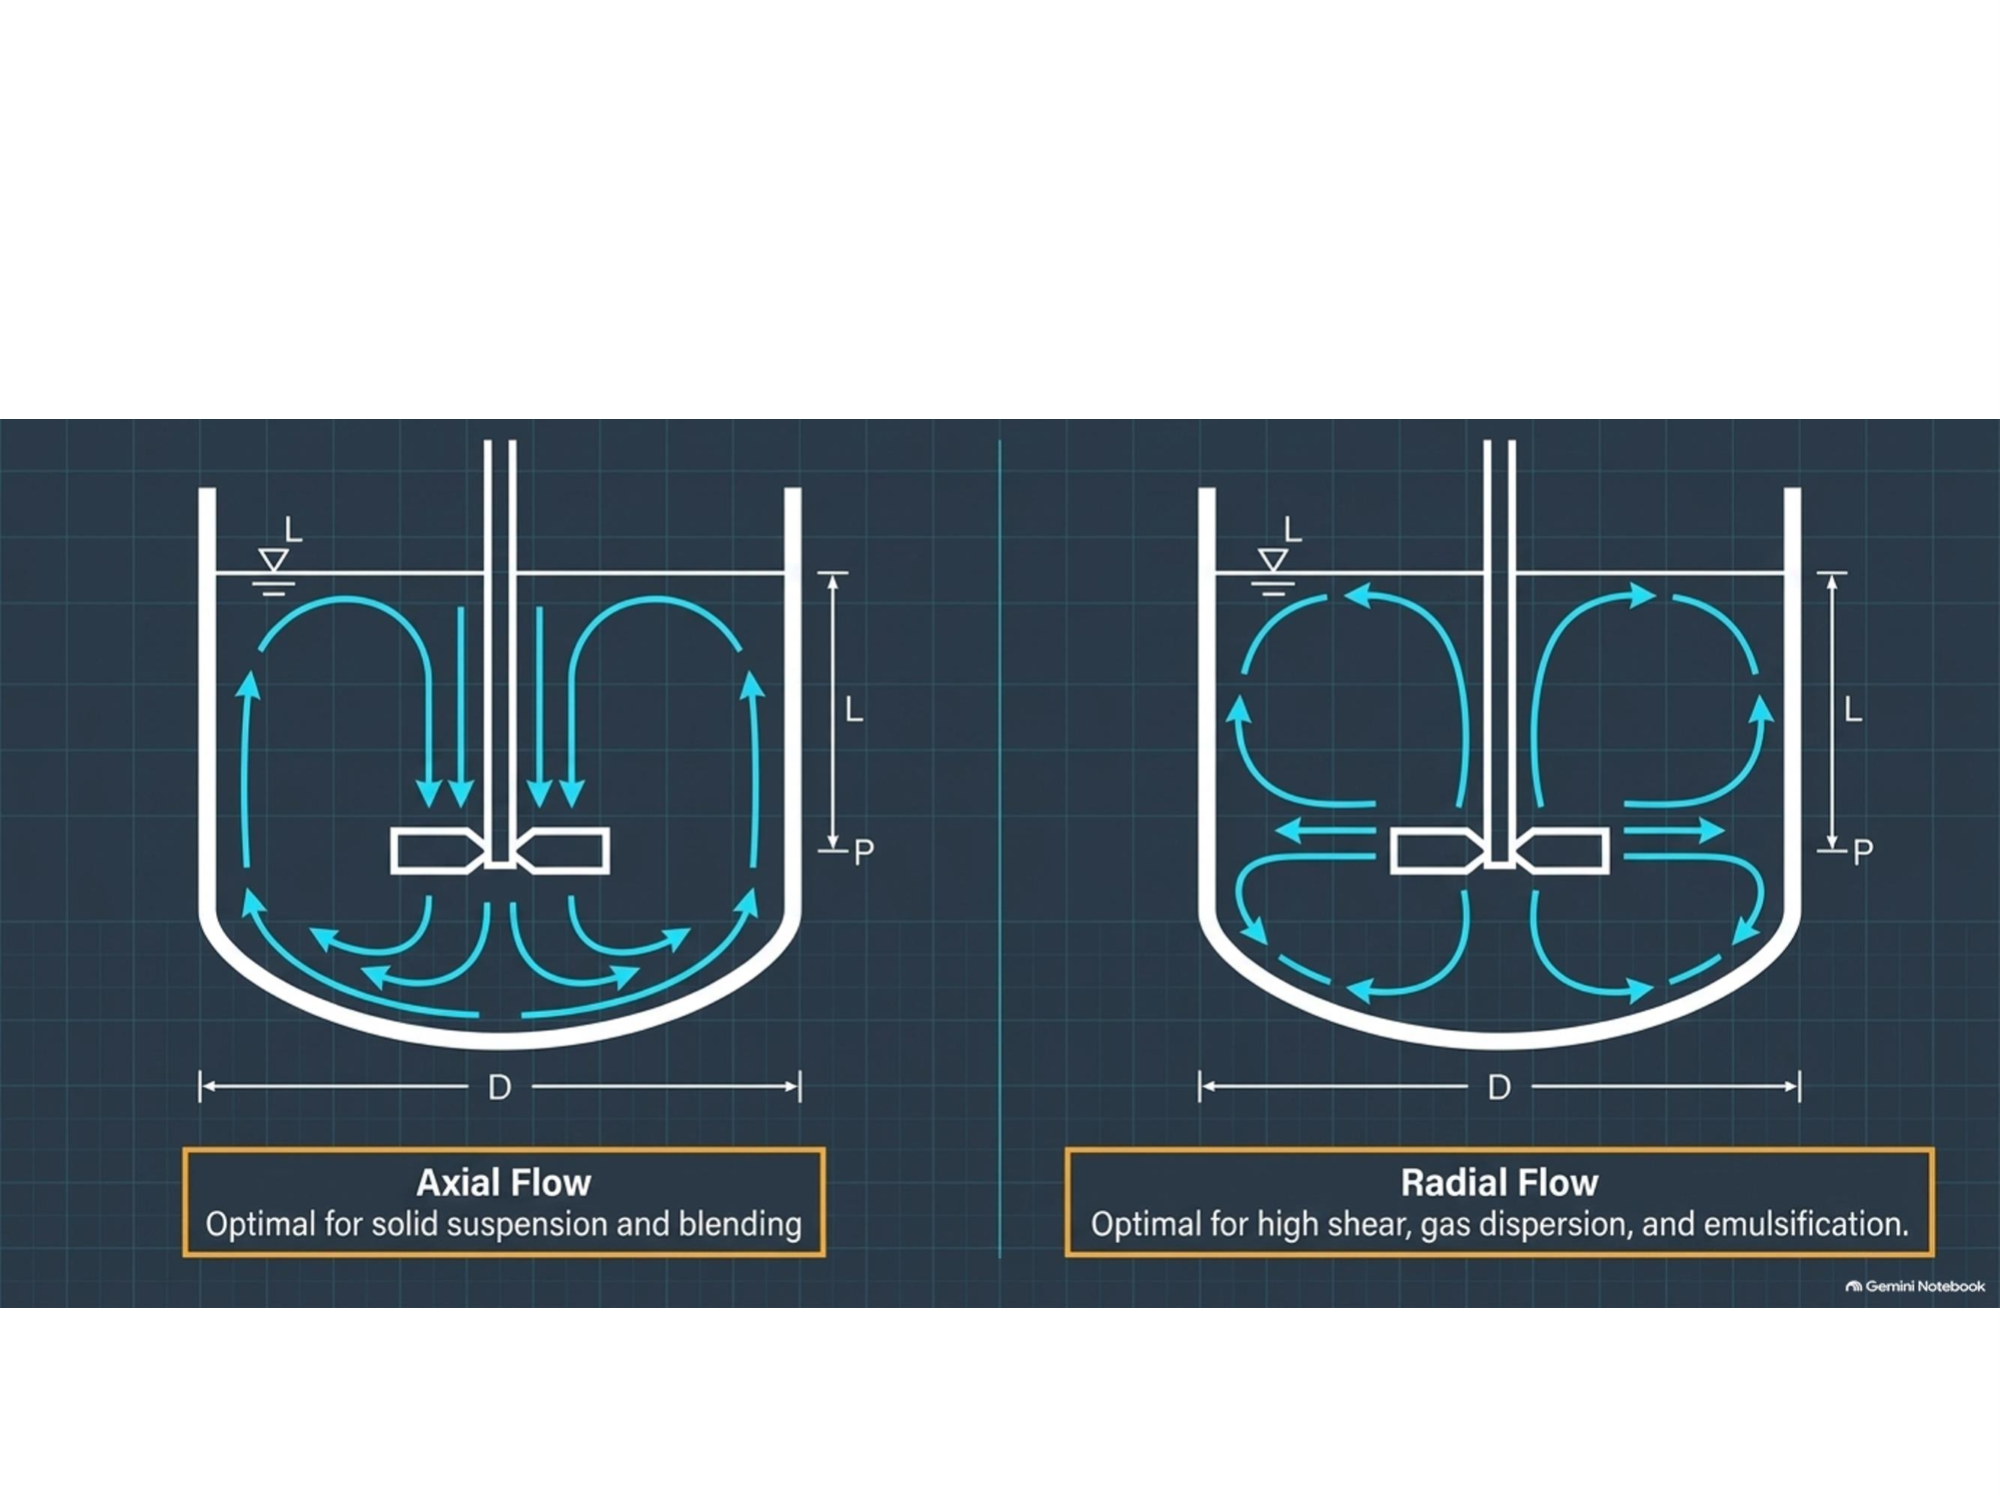 L
L
P
D
Axial Flow
Optimal for solid suspension and blending
L
L
P
D
Radial Flow
Optimal for high shear, gas dispersion, and emulsification.
Gemini Notebook